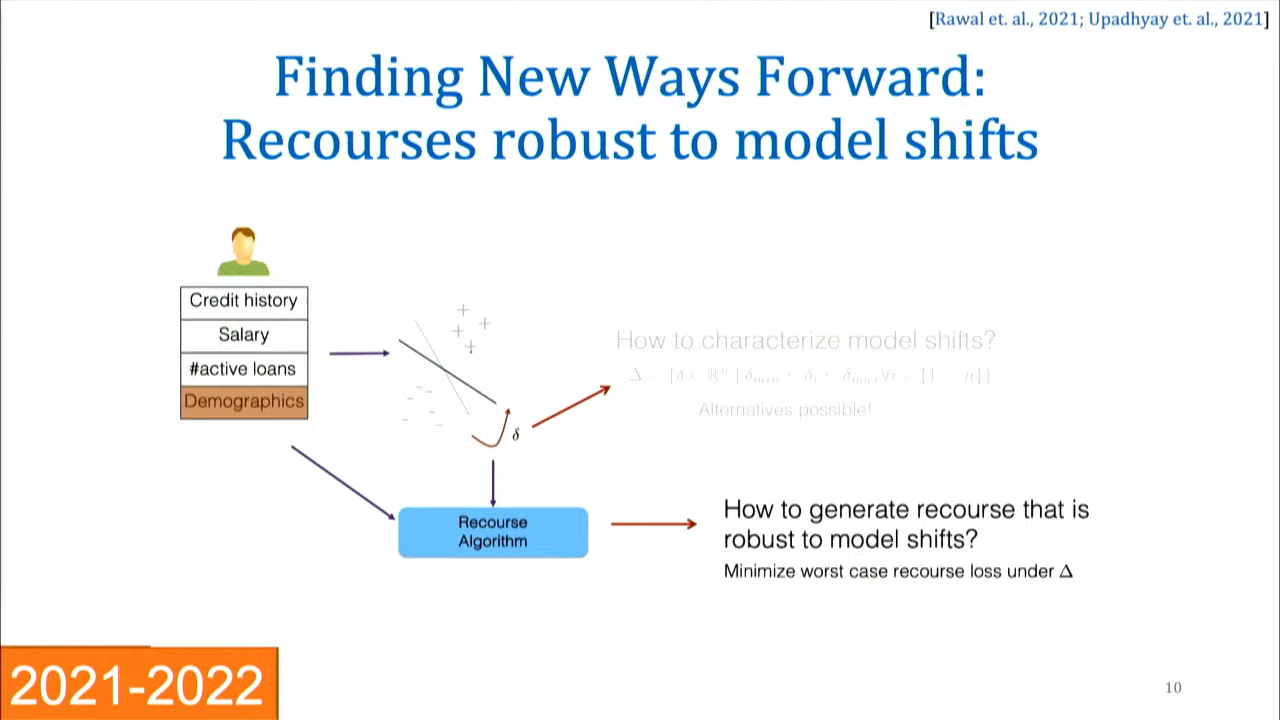 [Rawal et. al., 2021; Upadhyay et. al., 2021]
Finding New Ways Forward:
Recourses robust to model shifts
Credit history
Salary
#active loans
Demographics
How to characterize model shifts?
Alternatives possible!
δ
Recourse
Algorithm
How to generate recourse that is
robust to model shifts?
Minimize worst case recourse loss under Δ
2021-2022
10